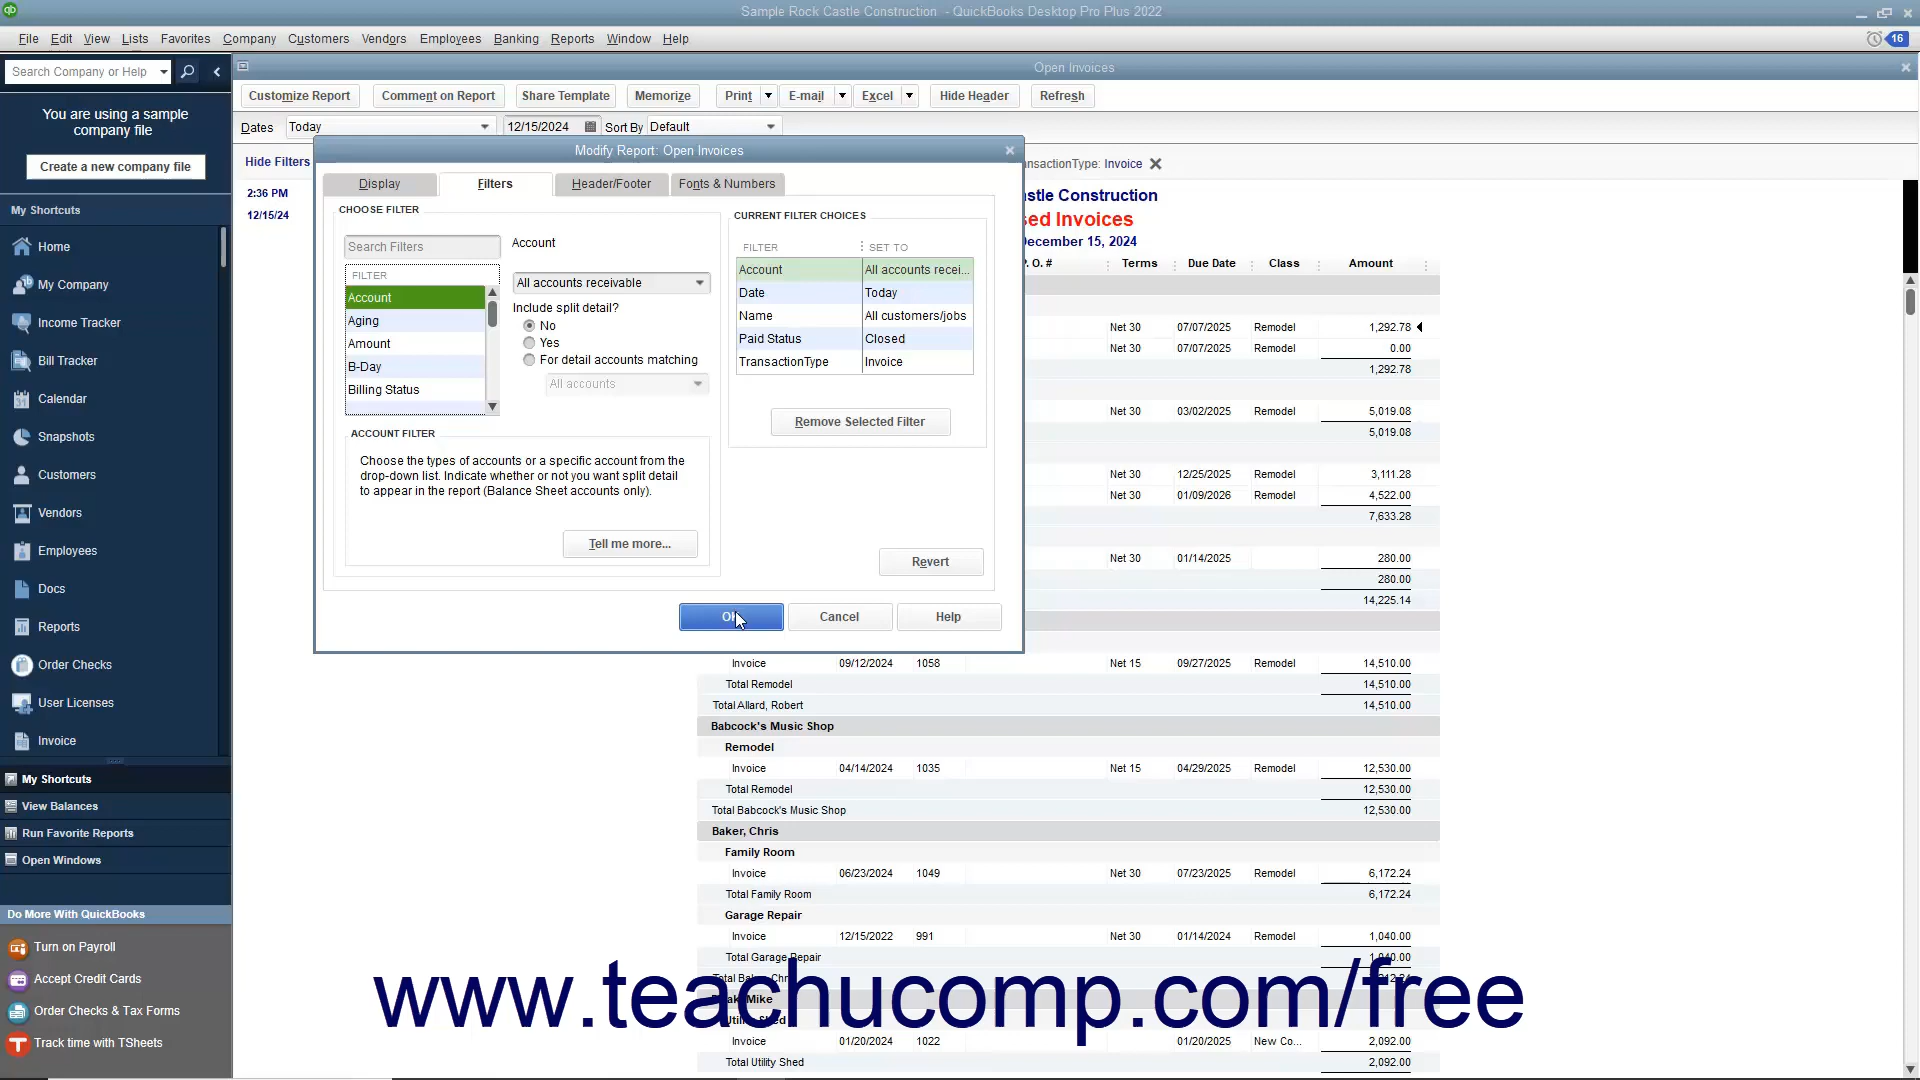 Sample Rock Castle Construction - QuickBooks Desktop Pro Plus 2022
File Edit View Lists Favorites Company Customers Vendors Employees Banking Reports Window Help
16
Search Company or Help
Open Invoices
You are using a sample
company file
Create a new company file
Customize Report Comment on Report Share Template Memorize Print E-mail Excel Hide Header Refresh
Dates Today 12/15/2024 Sort By Default
Hide Filters
TransactionType: Invoice
2:36 PM
12/15/24
My Shortcuts
Home
My Company
Income Tracker
Bill Tracker
Calendar
Snapshots
Customers
Vendors
Employees
Docs
Reports
Order Checks
User Licenses
Invoice
My Shortcuts
View Balances
Run Favorite Reports
Open Windows
Do More With QuickBooks
Turn on Payroll
Accept Credit Cards
Order Checks & Tax Forms
Track time with TSheets
Modify Report: Open Invoices
Display Filters Header/Footer Fonts & Numbers
CHOOSE FILTER
Search Filters
FILTER
Account
Aging
Amount
B-Day
Billing Status
Account
All accounts receivable
Include split detail?
No
Yes
For detail accounts matching
All accounts
ACCOUNT FILTER
Choose the types of accounts or a specific account from the
drop-down list. Indicate whether or not you want split detail
to appear in the report (Balance Sheet accounts only).
Tell me more...
CURRENT FILTER CHOICES
FILTER SET TO
Account All accounts recei...
Date Today
Name All customers/jobs
Paid Status Closed
TransactionType Invoice
Remove Selected Filter
Revert
OK Cancel Help
stle Construction
sed Invoices
December 15, 2024
P. O. # Terms Due Date Class Amount
Net 30 07/07/2025 Remodel 1,292.78
Net 30 07/07/2025 Remodel 0.00
1,292.78
Net 30 03/02/2025 Remodel 5,019.08
5,019.08
Net 30 12/25/2025 Remodel 3,111.28
Net 30 01/09/2026 Remodel 4,522.00
7,633.28
Net 30 01/14/2025 280.00
280.00
14,225.14
Invoice 09/12/2024 1058 Net 15 09/27/2025 Remodel 14,510.00
Total Remodel 14,510.00
Total Allard, Robert 14,510.00
Babcock's Music Shop
Remodel
Invoice 04/14/2024 1035 Net 15 04/29/2025 Remodel 12,530.00
Total Remodel 12,530.00
Total Babcock's Music Shop 12,530.00
Baker, Chris
Family Room
Invoice 06/23/2024 1049 Net 30 07/23/2025 Remodel 6,172.24
Total Family Room 6,172.24
Garage Repair
Invoice 12/15/2022 991 Net 30 01/14/2024 Remodel 1,040.00
Total Garage Repair 1,040.00
Total Baker, Chris
Mike
Utility Shed
Invoice 01/20/2024 1022 01/20/2025 New Co... 2,092.00
Total Utility Shed 2,092.00
www.teachucomp.com/free